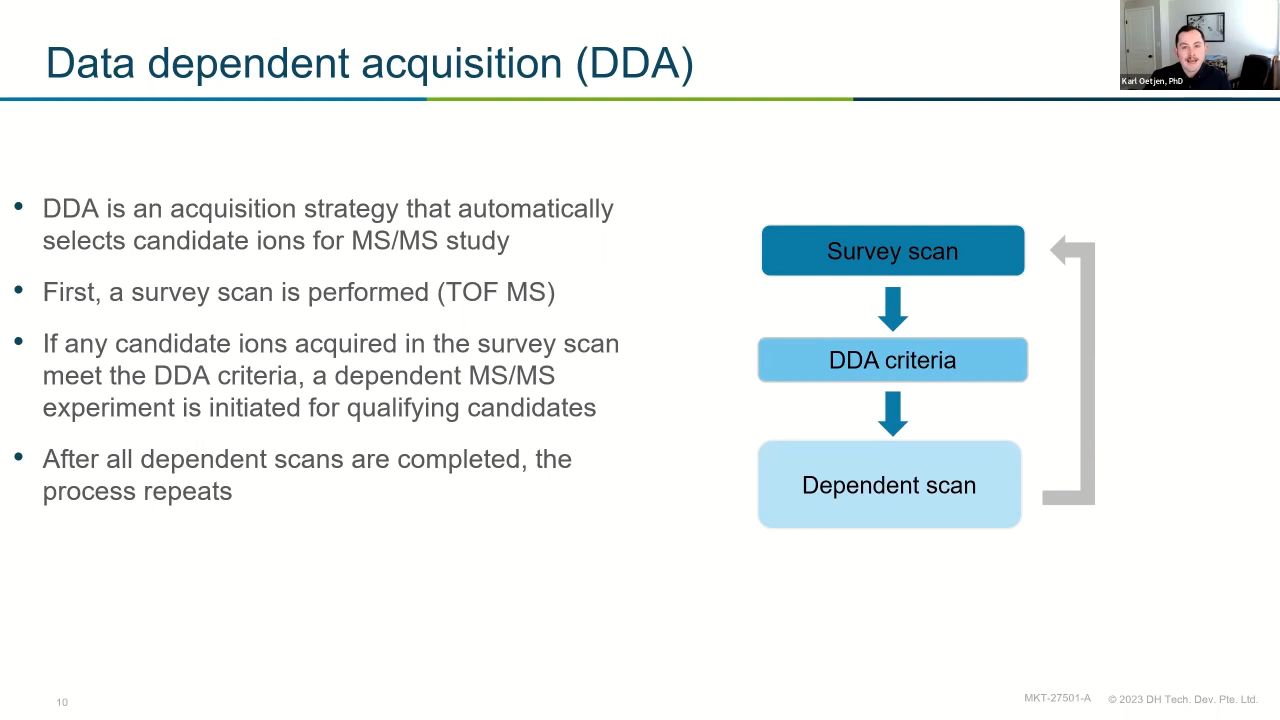 Data dependent acquisition (DDA)
Karl Oetjen, PhD
• DDA is an acquisition strategy that automatically
selects candidate ions for MS/MS study
• First, a survey scan is performed (TOF MS)
• If any candidate ions acquired in the survey scan
meet the DDA criteria, a dependent MS/MS
experiment is initiated for qualifying candidates
• After all dependent scans are completed, the
process repeats
Survey scan
DDA criteria
Dependent scan
10
MKT-27501-A
© 2023 DH Tech. Dev. Pte. Ltd.